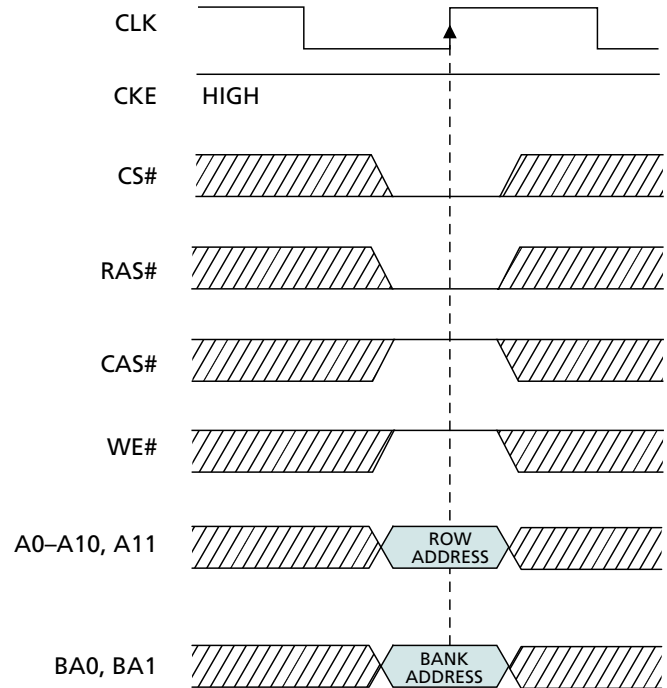 CLK
CKE HIGH
CS#
RAS#
CAS#
WE#
A0–A10, A11 ROW
ADDRESS
BA0, BA1 BANK
ADDRESS